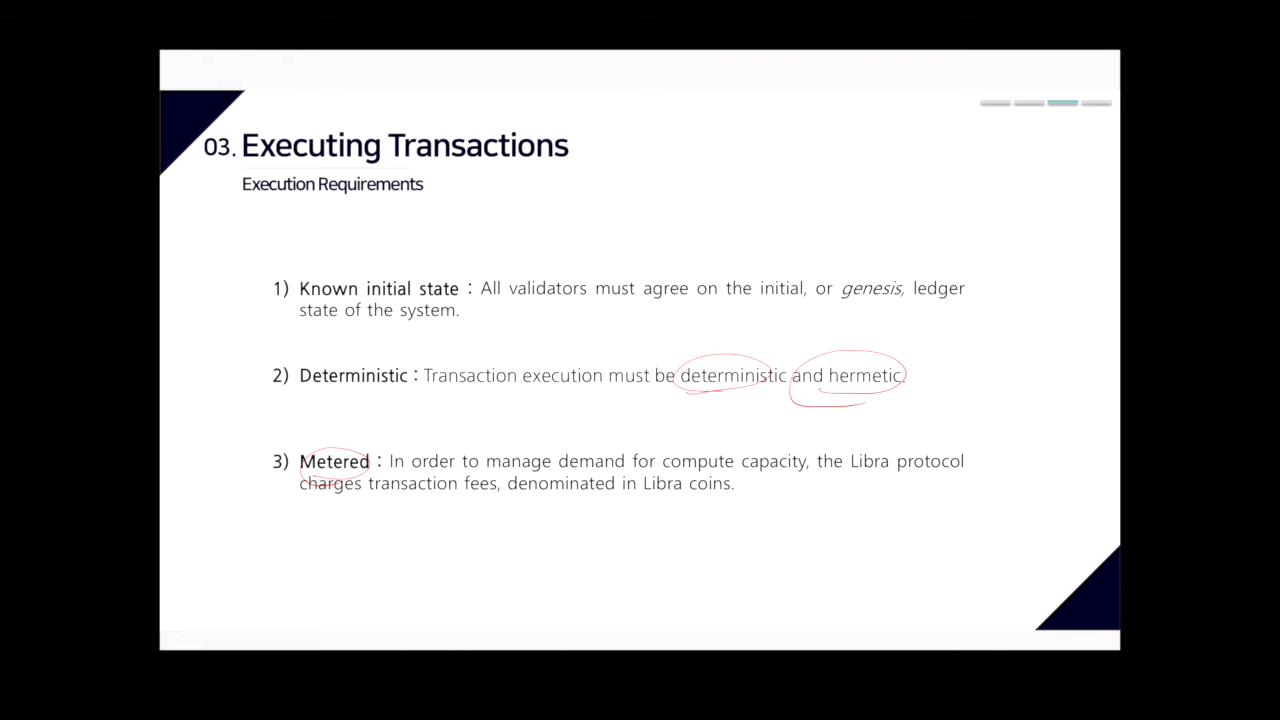 03. Executing Transactions
Execution Requirements
1) Known initial state : All validators must agree on the initial, or genesis, ledger
state of the system.
2) Deterministic : Transaction execution must be deterministic and hermetic.
3) Metered : In order to manage demand for compute capacity, the Libra protocol
charges transaction fees, denominated in Libra coins.